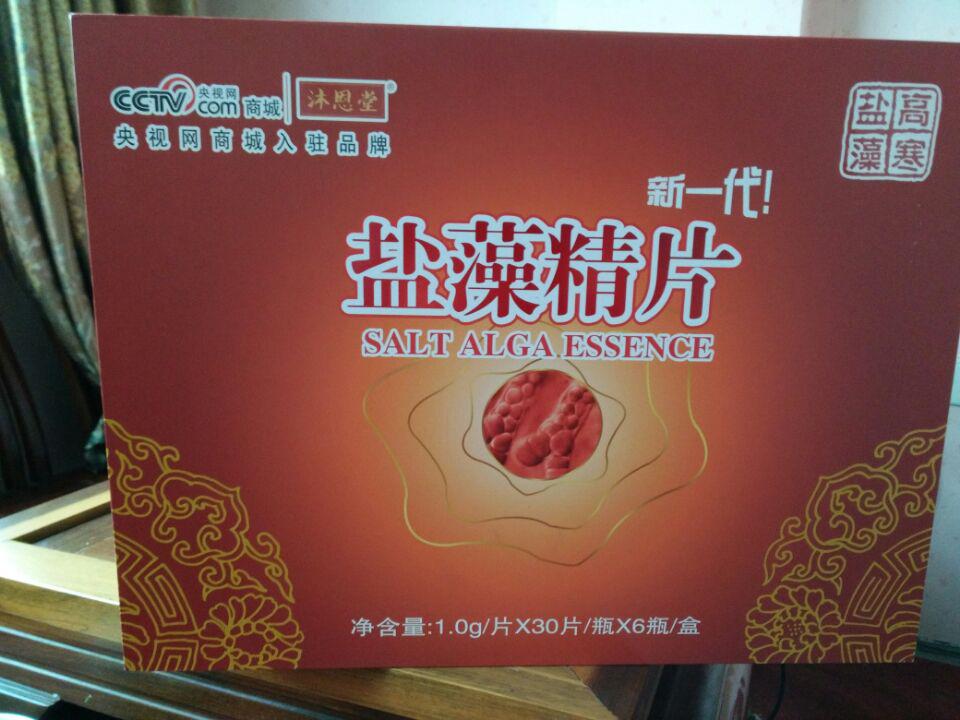 CCTV 央视网 com 商城 沐恩堂®
央视网商城入驻品牌
高寒
盐藻
新一代!
盐藻精片
SALT ALGA ESSENCE
净含量:1.0g/片X30片/瓶X6瓶/盒